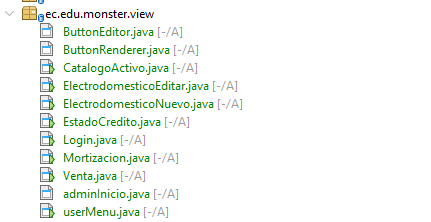 ec.edu.monster.view
ButtonEditor.java [-/A]
ButtonRenderer.java [-/A]
CatalogoActivo.java [-/A]
ElectrodomesticoEditar.java [-/A]
ElectrodomesticoNuevo.java [-/A]
EstadoCredito.java [-/A]
Login.java [-/A]
Mortizacion.java [-/A]
Venta.java [-/A]
adminInicio.java [-/A]
userMenu.java [-/A]